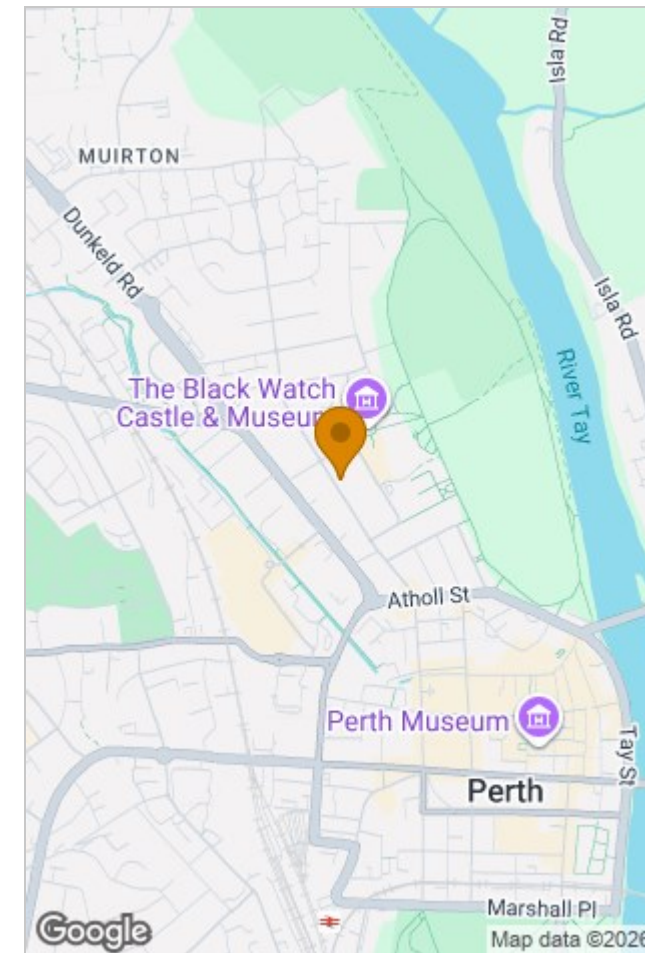 Isla Rd
MUIRTON
Dunkeld Rd
Isla Rd
River Tay
The Black Watch
Castle & Museum
Atholl St
Perth Museum
Tay St
Perth
Marshall Pl
Google
Map data ©2026